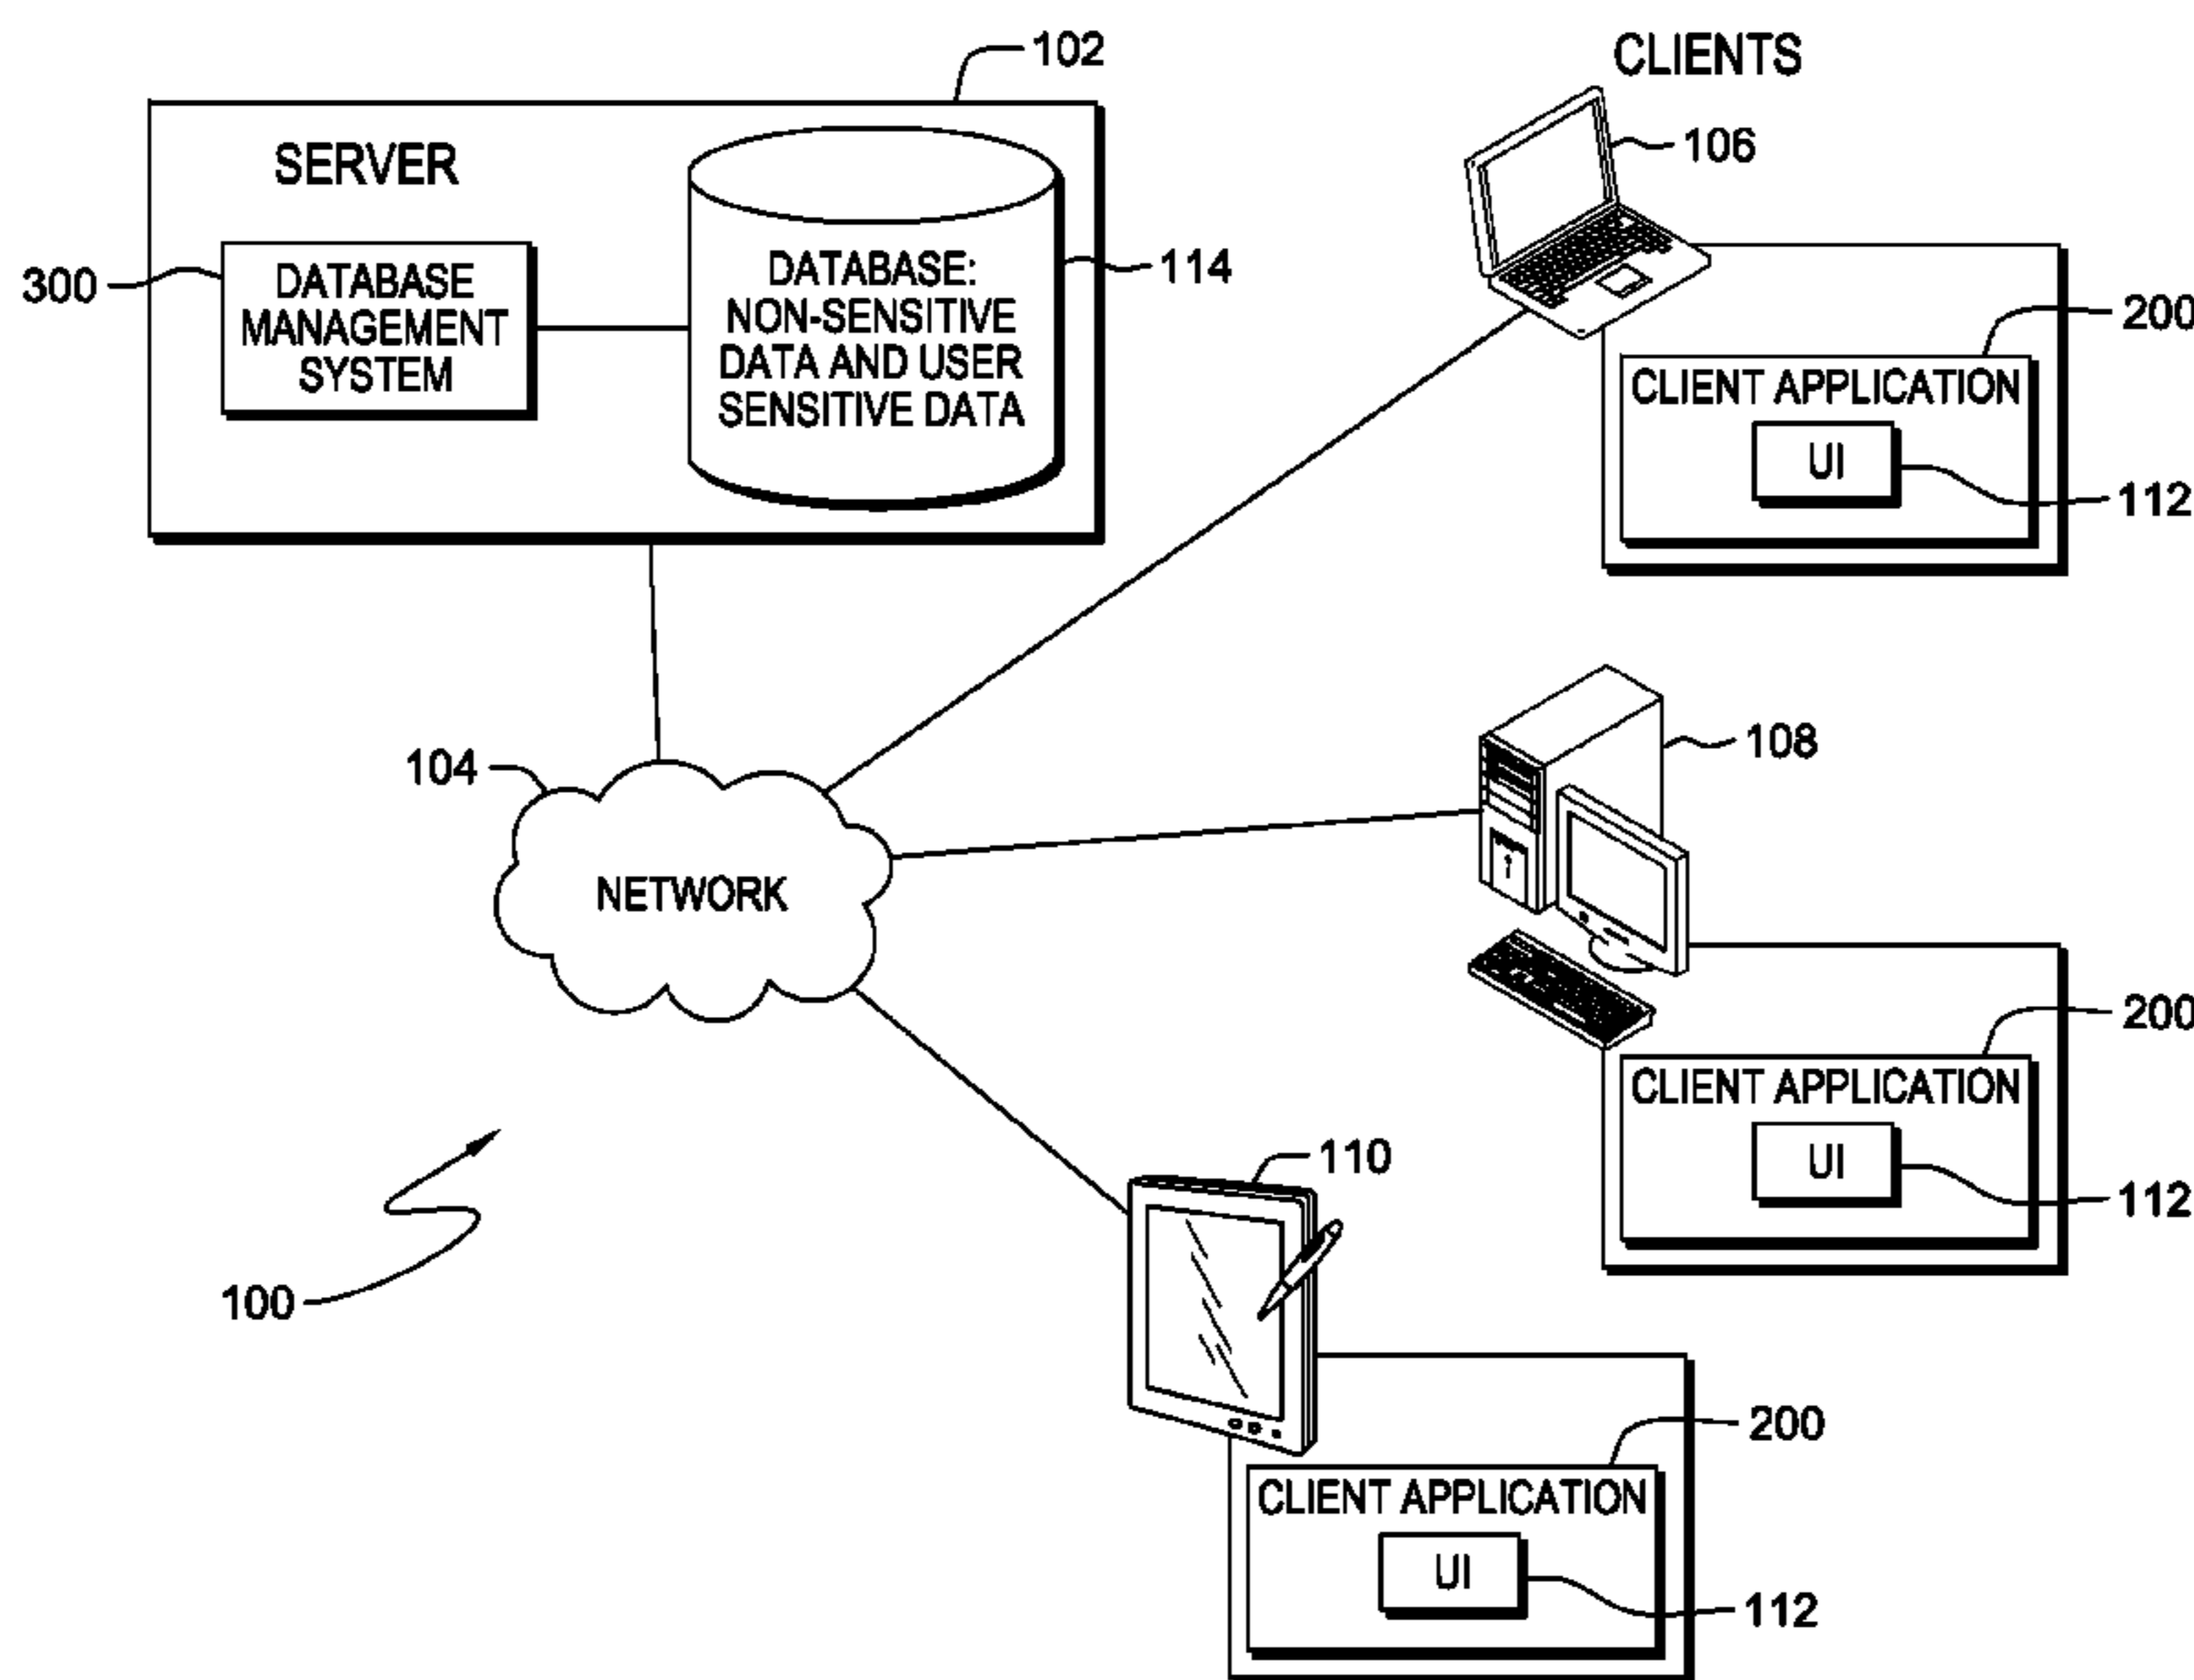 102
CLIENTS
SERVER
106
300
DATABASE
MANAGEMENT
SYSTEM
DATABASE:
NON-SENSITIVE
DATA AND USER
SENSITIVE DATA
114
200
CLIENT APPLICATION
UI
112
104
NETWORK
108
200
CLIENT APPLICATION
UI
112
100
110
200
CLIENT APPLICATION
UI
112